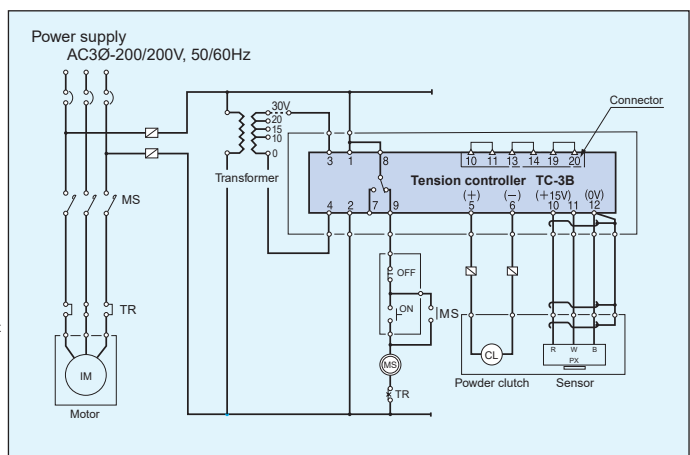 Power supply
AC3Ø-200/200V, 50/60Hz
Connector
30V
20
15
10
0
Transformer
3 1 8 10 11 13 14 19 20
Tension controller TC-3B
(+) (−) (+15V) (0V)
4 2 7 9 5 6 10 11 12
MS
OFF
ON
MS
TR
MS
TR
IM
Motor
CL
Powder clutch
R W B
PX
Sensor